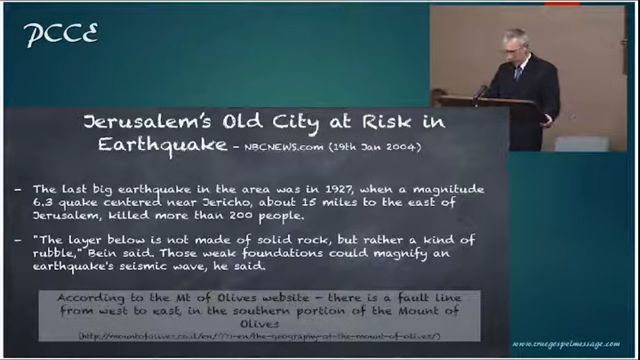 PCCE
Jerusalem's Old City at Risk in
Earthquake – NBCNEWS.com (19th Jan 2004)
– The last big earthquake in the area was in 1927, when a magnitude
6.3 quake centered near Jericho, about 15 miles to the east of
Jerusalem, killed more than 200 people.
– "The layer below is not made of solid rock, but rather a kind of
rubble," Bein said. Those weak foundations could magnify an
earthquake's seismic wave, he said.
According to the Mt of Olives website – there is a fault line
from west to east, in the southern portion of the Mount of
Olives
www.truegospelmessage.com